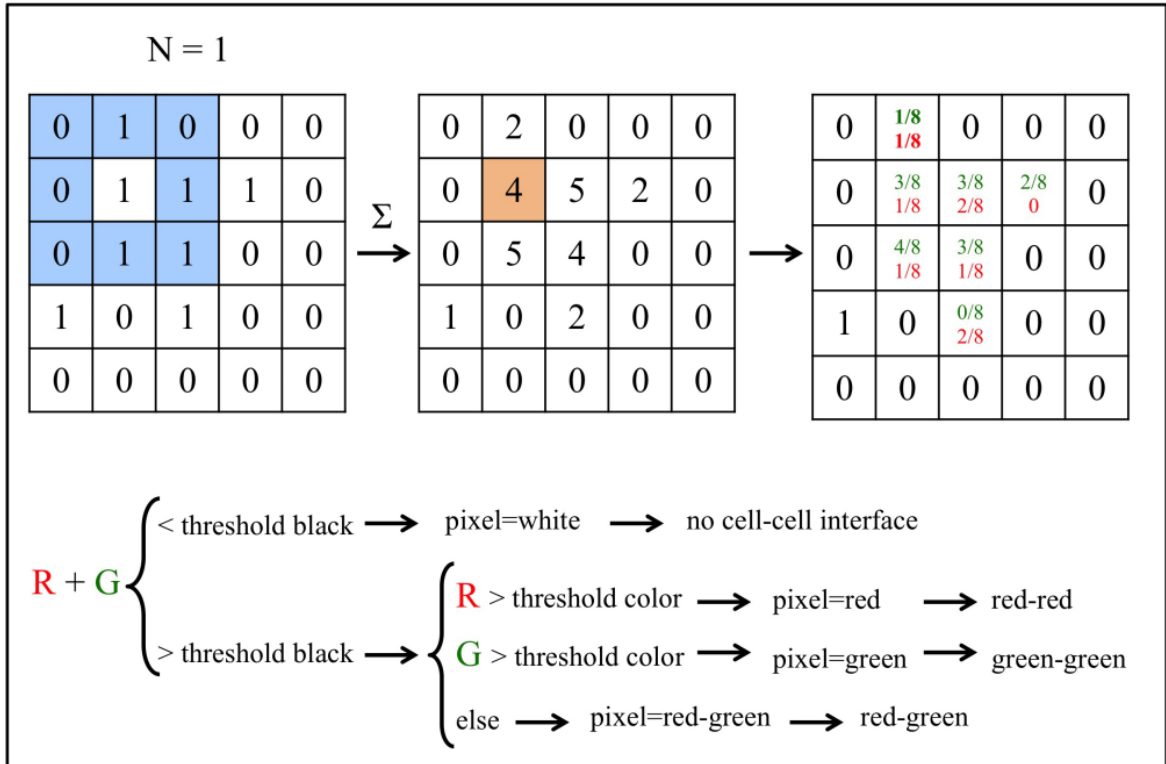 N = 1
0 1 0 0 0
0 1 1 1 0
0 1 1 0 0
1 0 1 0 0
0 0 0 0 0
Σ
0 2 0 0 0
0 4 5 2 0
0 5 4 0 0
1 0 2 0 0
0 0 0 0 0
0 1/8 0 0 0
1/8
0 3/8 3/8 2/8 0
1/8 2/8 0
0 4/8 3/8 0 0
1/8 1/8
1 0 0/8 0 0
2/8
0 0 0 0 0
R + G
< threshold black → pixel=white → no cell-cell interface
> threshold black →
R > threshold color → pixel=red → red-red
G > threshold color → pixel=green → green-green
else → pixel=red-green → red-green